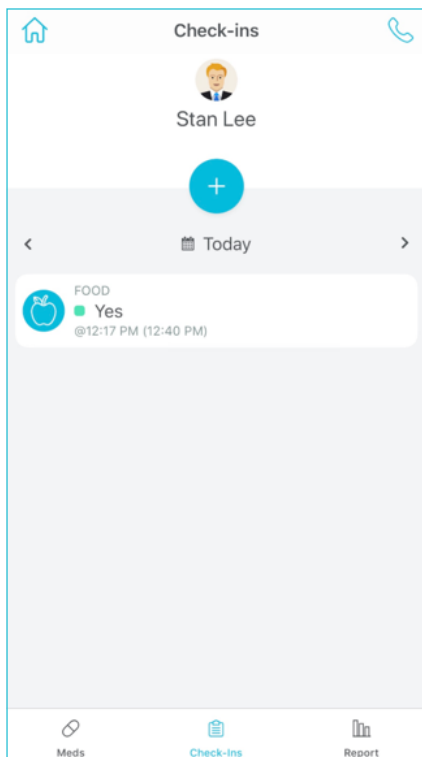 Check-ins
Stan Lee
Today
FOOD
Yes
@12:17 PM (12:40 PM)
Meds
Check-Ins
Report